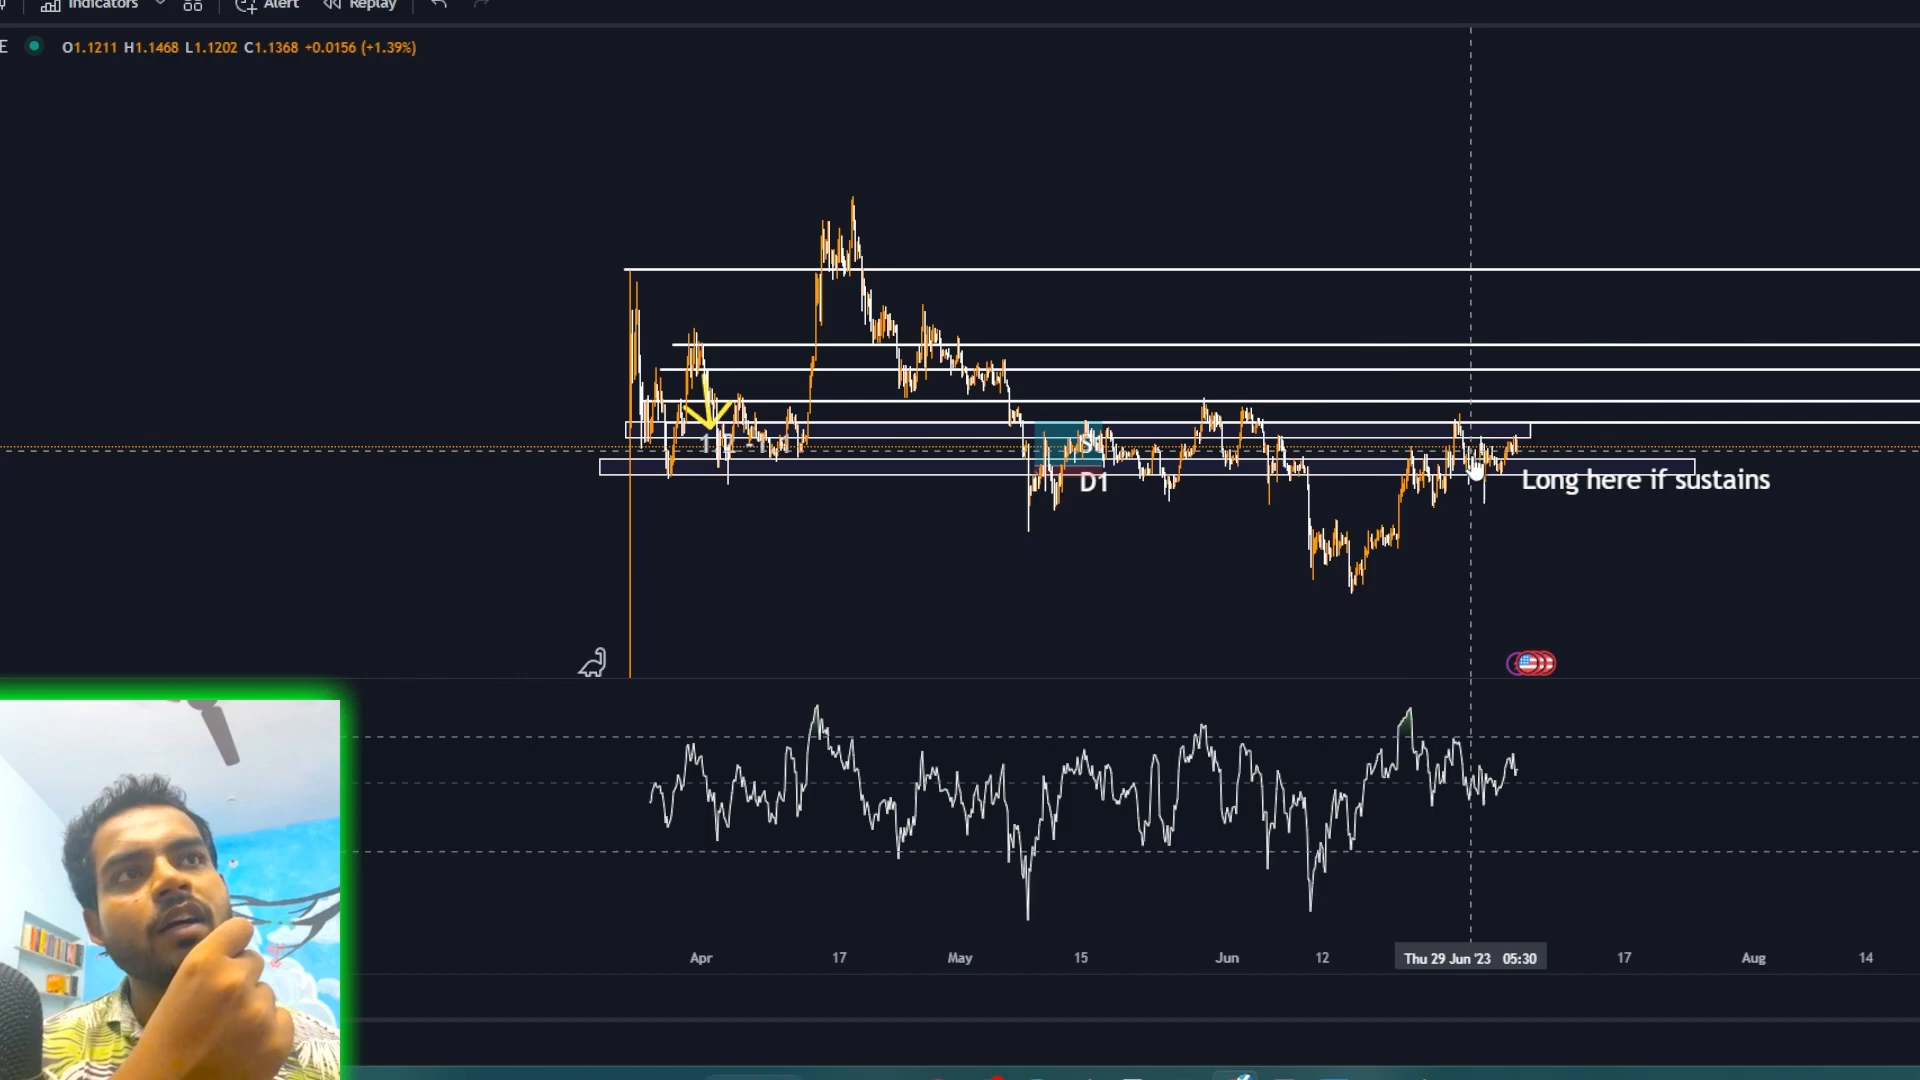 Indicators Alert Replay
E O1.1211 H1.1468 L1.1202 C1.1368 +0.0156 (+1.39%)
D1
Long here if sustains
Apr 17 May 15 Jun 12 Thu 29 Jun '23 05:30 17 Aug 14